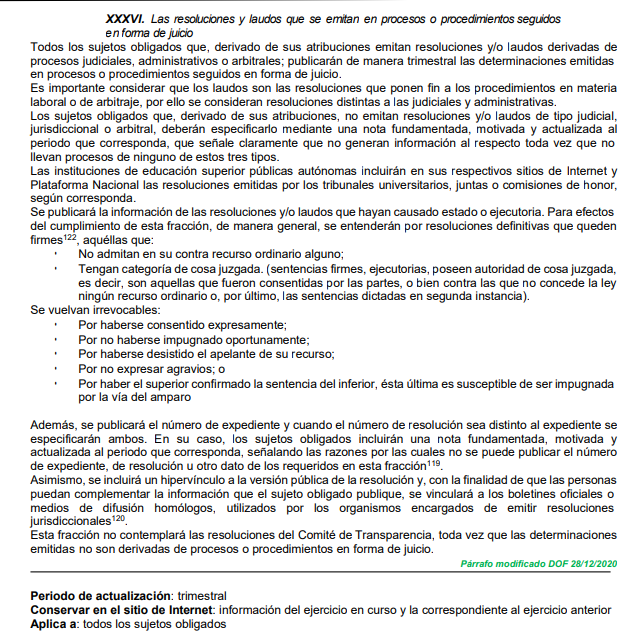 XXXVI. Las resoluciones y laudos que se emitan en procesos o procedimientos seguidos
en forma de juicio
Todos los sujetos obligados que, derivado de sus atribuciones emitan resoluciones y/o laudos derivadas de
procesos judiciales, administrativos o arbitrales; publicarán de manera trimestral las determinaciones emitidas
en procesos o procedimientos seguidos en forma de juicio.
Es importante considerar que los laudos son las resoluciones que ponen fin a los procedimientos en materia
laboral o de arbitraje, por ello se consideran resoluciones distintas a las judiciales y administrativas.
Los sujetos obligados que, derivado de sus atribuciones, no emitan resoluciones y/o laudos de tipo judicial,
jurisdiccional o arbitral, deberán especificarlo mediante una nota fundamentada, motivada y actualizada al
periodo que corresponda, que señale claramente que no generan información al respecto toda vez que no
llevan procesos de ninguno de estos tres tipos.
Las instituciones de educación superior públicas autónomas incluirán en sus respectivos sitios de Internet y
Plataforma Nacional las resoluciones emitidas por los tribunales universitarios, juntas o comisiones de honor,
según corresponda.
Se publicará la información de las resoluciones y/o laudos que hayan causado estado o ejecutoria. Para efectos
del cumplimiento de esta fracción, de manera general, se entenderán por resoluciones definitivas que queden
firmes122, aquéllas que:
· No admitan en su contra recurso ordinario alguno;
· Tengan categoría de cosa juzgada. (sentencias firmes, ejecutorias, poseen autoridad de cosa juzgada,
es decir, son aquellas que fueron consentidas por las partes, o bien contra las que no concede la ley
ningún recurso ordinario o, por último, las sentencias dictadas en segunda instancia).
Se vuelvan irrevocables:
· Por haberse consentido expresamente;
· Por no haberse impugnado oportunamente;
· Por haberse desistido el apelante de su recurso;
· Por no expresar agravios; o
· Por haber el superior confirmado la sentencia del inferior, ésta última es susceptible de ser impugnada
por la vía del amparo
Además, se publicará el número de expediente y cuando el número de resolución sea distinto al expediente se
especificarán ambos. En su caso, los sujetos obligados incluirán una nota fundamentada, motivada y
actualizada al periodo que corresponda, señalando las razones por las cuales no se puede publicar el número
de expediente, de resolución u otro dato de los requeridos en esta fracción119.
Asimismo, se incluirá un hipervínculo a la versión pública de la resolución y, con la finalidad de que las personas
puedan complementar la información que el sujeto obligado publique, se vinculará a los boletines oficiales o
medios de difusión homólogos, utilizados por los organismos encargados de emitir resoluciones
jurisdiccionales120.
Esta fracción no contemplará las resoluciones del Comité de Transparencia, toda vez que las determinaciones
emitidas no son derivadas de procesos o procedimientos en forma de juicio.
Párrafo modificado DOF 28/12/2020
Periodo de actualización: trimestral
Conservar en el sitio de Internet: información del ejercicio en curso y la correspondiente al ejercicio anterior
Aplica a: todos los sujetos obligados